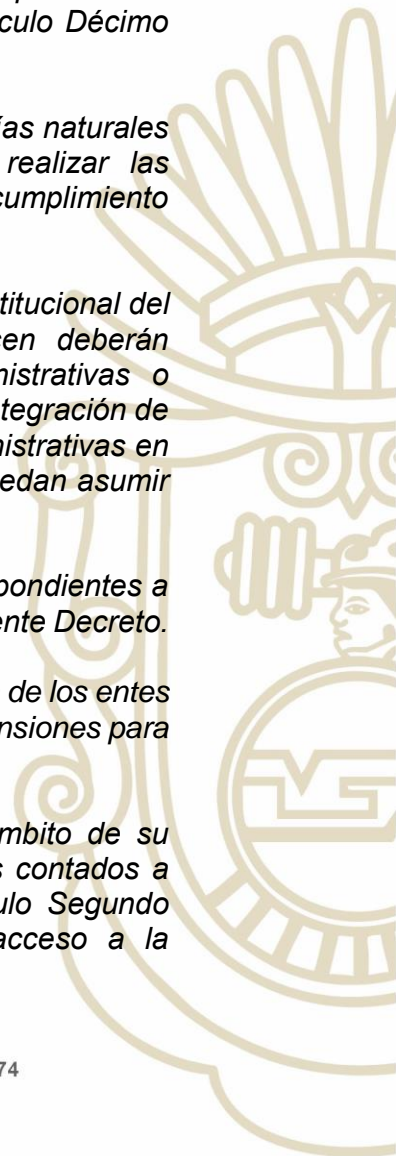 culo Décimo
ías naturales
realizar las
cumplimiento
titucional del
cen deberán
nistrativas o
ntegración de
nistrativas en
edan asumir
pondientes a
ente Decreto.
de los entes
nsiones para
mbito de su
s contados a
ulo Segundo
acceso a la
74